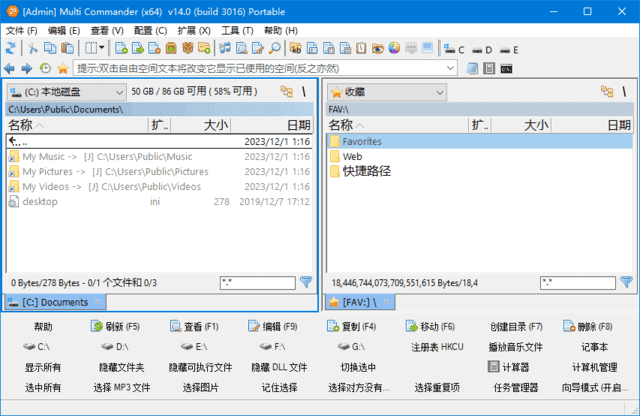 [Admin] Multi Commander (x64)  v14.0 (build 3016) Portable
文件 (F) 编辑 (E) 查看 (V) 配置 (C) 扩展 (X) 工具 (T) 帮助 (H)
C D E
提示:双击自由空间文本将改变它显示已使用的空间(反之亦然)
(C:) 本地磁盘 50 GB / 86 GB 可用 ( 58% 可用 ) \
C:\Users\Public\Documents\
名称 扩.. 大小 日期
.. 2023/12/1 1:16
My Music -> [J] C:\Users\Public\Music 2023/12/1 1:16
My Pictures -> [J] C:\Users\Public\Pictures 2023/12/1 1:16
My Videos -> [J] C:\Users\Public\Videos 2023/12/1 1:16
desktop ini 278 2019/12/7 17:12
0 Bytes/278 Bytes - 0/1 个文件和 0/3 *.*
[C:] Documents
收藏 \
FAV:\
名称 扩.. 大小 日期
Favorites
Web
快捷路径
18,446,744,073,709,551,615 Bytes/18,4 *.*
[FAV:] \
帮助 刷新 (F5) 查看 (F1) 编辑 (F9) 复制 (F4) 移动 (F6) 创建目录 (F7) 删除 (F8)
C:\ D:\ E:\ F:\ G:\ 注册表 HKCU 播放音乐文件 记事本
显示所有 隐藏文件夹 隐藏可执行文件 隐藏 DLL 文件 切换选中 计算器 计算机管理
选中所有 选择 MP3 文件 选择图片 记住选择 选择对方没有... 选择重复项 任务管理器 向导模式 (开启...